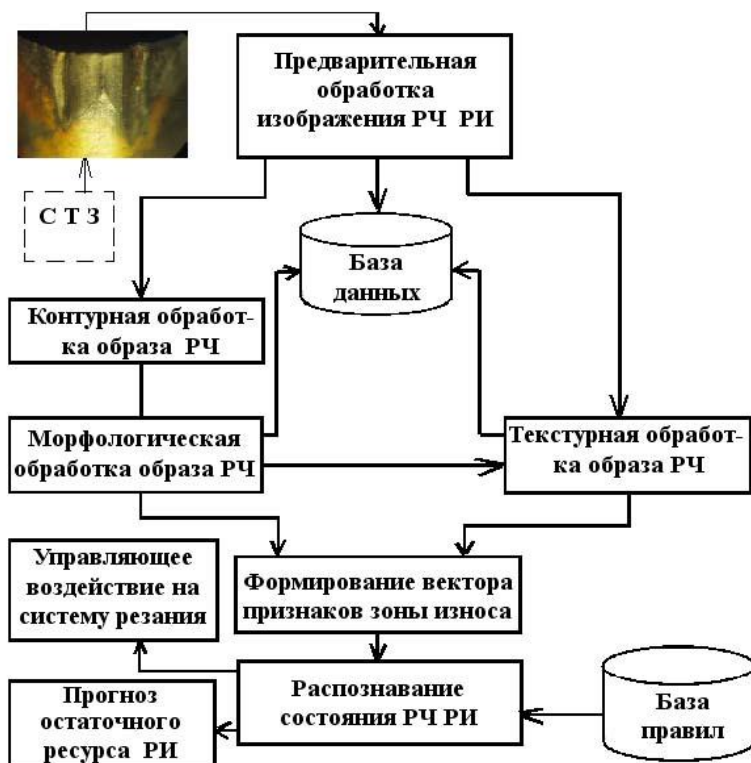 Предварительная
обработка
изображения РЧ РИ
С Т З
База
данных
Контурная обработ-
ка образа РЧ
Морфологическая
обработка образа РЧ
Текстурная обработ-
ка образа РЧ
Управляющее
воздействие на
систему резания
Формирование вектора
признаков зоны износа
Распознавание
состояния РЧ РИ
База
правил
Прогноз
остаточного
ресурса РИ